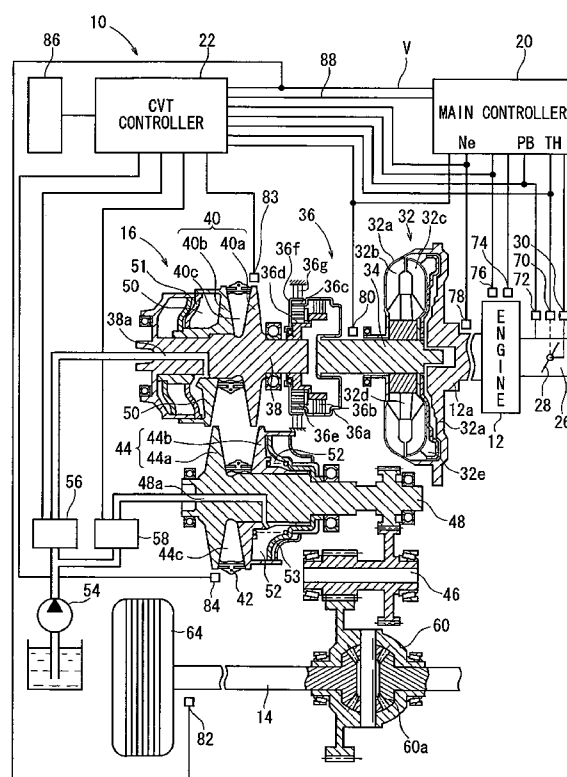 10
86
22
V
20
88
CVT
CONTROLLER
MAIN CONTROLLER
Ne
PB
TH
83
40
36
32
16
40b
40a
36f
32a
32c
36g
32b
74
30
51
40c
36d
36c
34
76
70
50
80
72
78
38a
ENGINE
38
32d
12a
28
26
50
36b
32a
12
44b
36e
36a
44
44a
52
32e
48a
56
58
48
44c
53
52
42
54
84
46
64
60
14
82
60a